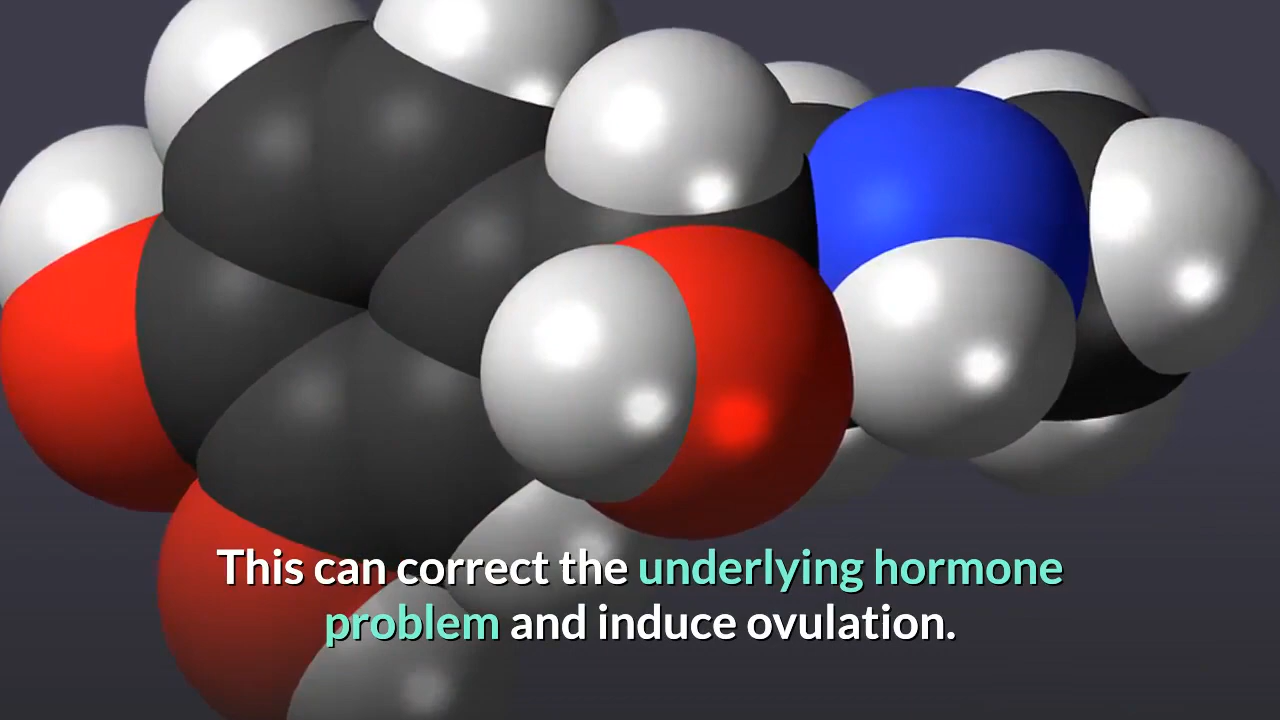 This can correct the underlying hormone
problem and induce ovulation.